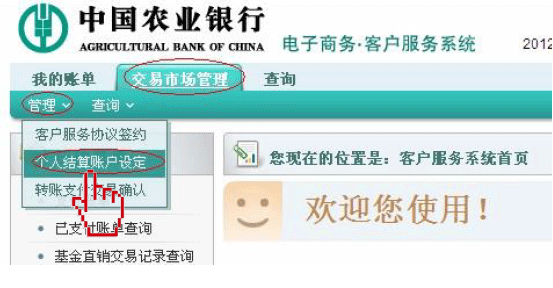 中国农业银行
AGRICULTURAL BANK OF CHINA 电子商务·客户服务系统 2012
我的账单 交易市场管理 查询
管理 查询
客户服务协议签约
个人结算账户设定
您现在的位置是：客户服务系统首页
转账支付交易确认
欢迎您使用！
• 已支付账单查询
• 基金直销交易记录查询